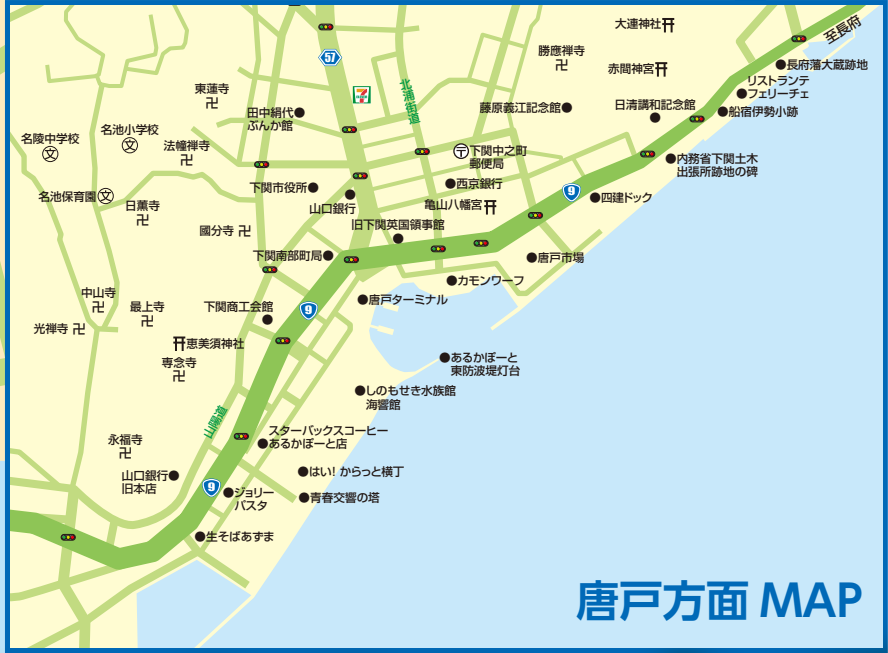 大連神社
至長府
57
勝應禅寺
赤間神宮
長府藩大蔵跡地
リストランテ
フェリーチェ
東蓮寺
北浦街道
田中絹代
ぶんか館
藤原義江記念館
日清講和記念館
船宿伊勢小跡
名陵中学校
文
名池小学校
文
法幢禅寺
〒
下関中之町
郵便局
内務省下関土木
出張所跡地の碑
名池保育園
文
下関市役所
西京銀行
9
四建ドック
日薫寺
山口銀行
亀山八幡宮
國分寺
旧下関英国領事館
下関南部町局
唐戸市場
カモンワーフ
中山寺
最上寺
下関商工会館
9
唐戸ターミナル
光禅寺
恵美須神社
専念寺
あるかぽーと
東防波堤灯台
しのもせき水族館
海響館
山陽道
スターバックスコーヒー
あるかぽーと店
永福寺
山口銀行
旧本店
はい! からっと横丁
9
ジョリー
パスタ
青春交響の塔
生そばあずま
唐戸方面 MAP